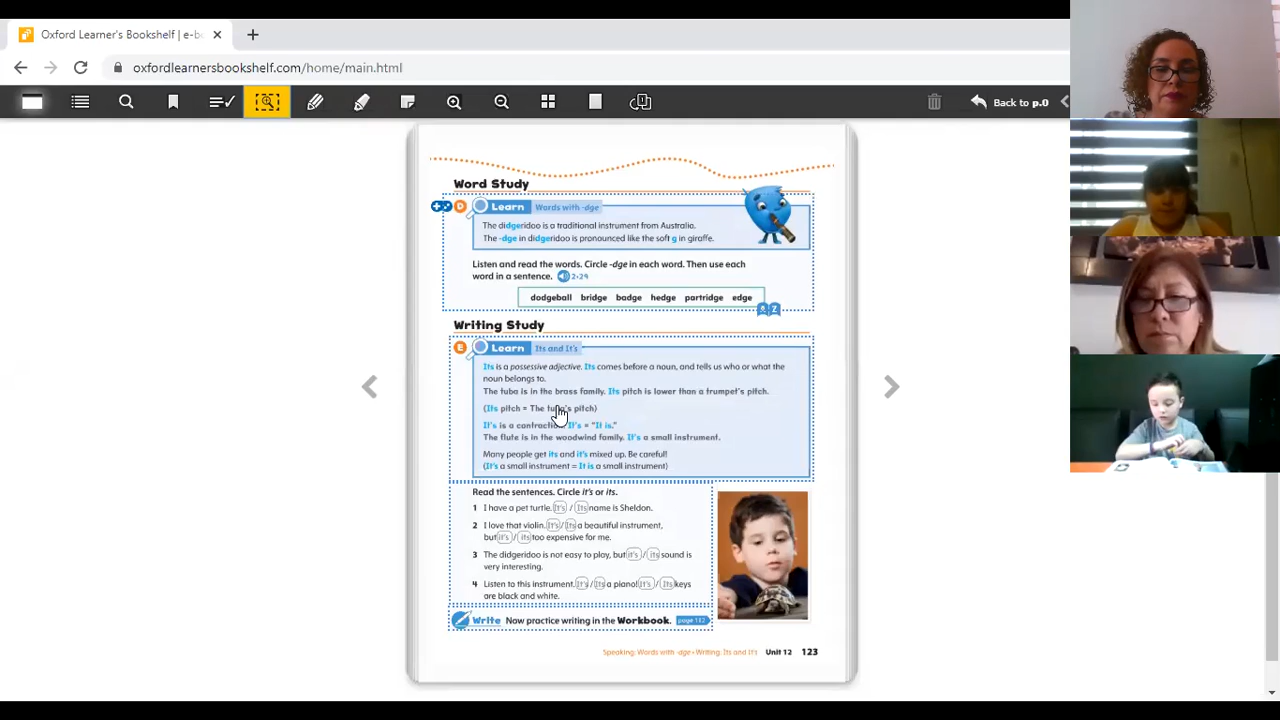 Oxford Learner's Bookshelf | e-b
oxfordlearnersbookshelf.com/home/main.html
Back to p.0
Word Study
D Learn Words with -dge
The didgeridoo is a traditional instrument from Australia.
The -dge in didgeridoo is pronounced like the soft g in giraffe.
Listen and read the words. Circle -dge in each word. Then use each
word in a sentence. 2•24
dodgeball bridge badge hedge partridge edge
A Z
Writing Study
E Learn Its and It's
Its is a possessive adjective. Its comes before a noun, and tells us who or what the
noun belongs to.
The tuba is in the brass family. Its pitch is lower than a trumpet's pitch.
(Its pitch = The tuba's pitch)
It's is a contraction. It's = "It is."
The flute is in the woodwind family. It's a small instrument.
Many people get its and it's mixed up. Be careful!
(It's a small instrument = It is a small instrument)
Read the sentences. Circle it's or its.
1 I have a pet turtle. It's / Its name is Sheldon.
2 I love that violin. It's / Its a beautiful instrument,
but it's / its too expensive for me.
3 The didgeridoo is not easy to play, but it's / its sound is
very interesting.
4 Listen to this instrument. It's / Its a piano! It's / Its keys
are black and white.
Write Now practice writing in the Workbook. page 112
Speaking: Words with -dge • Writing: Its and It's Unit 12 123